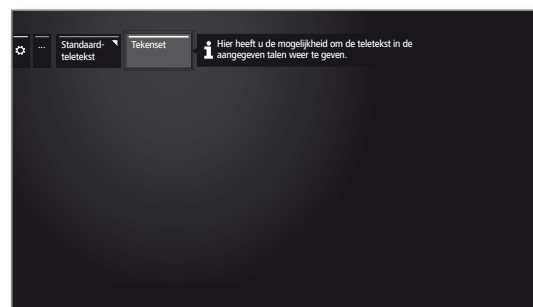 ...
Standaard-
teletekst
Tekenset
Hier heeft u de mogelijkheid om de teletekst in de
aangegeven talen weer te geven.